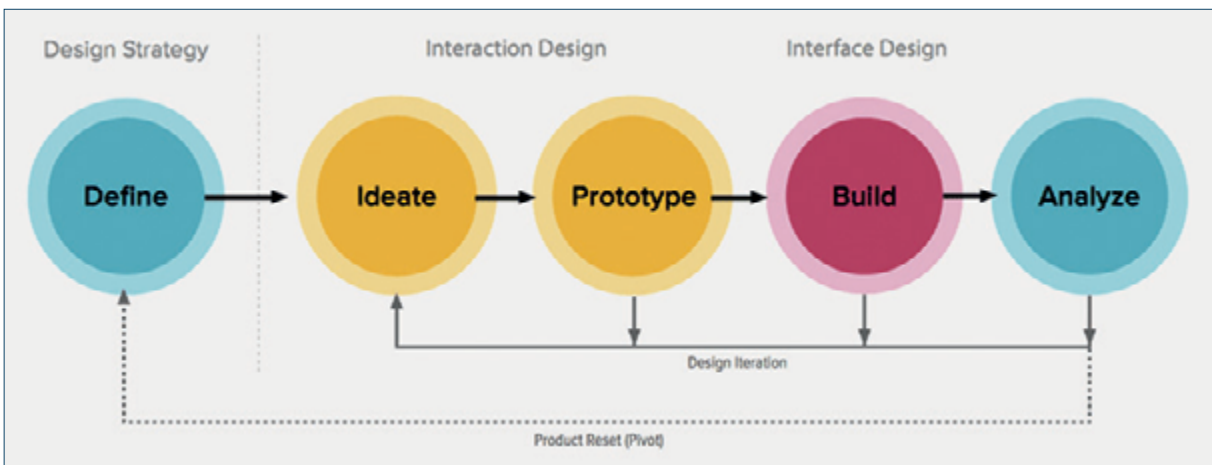 Design Strategy
Interaction Design
Interface Design
Define
Ideate
Prototype
Build
Analyze
Design Iteration
Product Reset (Pivot)